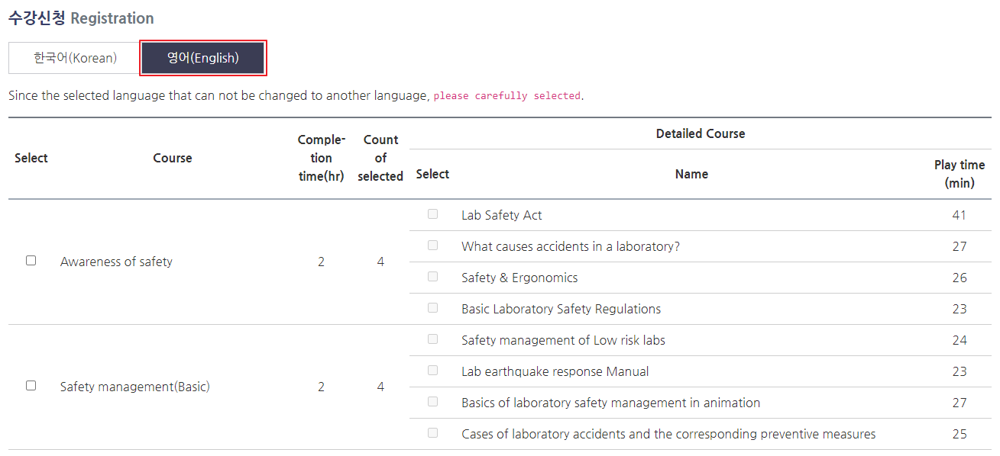 수강신청 Registration
한국어(Korean)
영어(English)
Since the selected language that can not be changed to another language, please carefully selected.
Select
Course
Comple-
tion
time(hr)
Count
of
selected
Detailed Course
Select
Name
Play time
(min)
Awareness of safety
2
4
Lab Safety Act
41
What causes accidents in a laboratory?
27
Safety & Ergonomics
26
Basic Laboratory Safety Regulations
23
Safety management(Basic)
2
4
Safety management of Low risk labs
24
Lab earthquake response Manual
23
Basics of laboratory safety management in animation
27
Cases of laboratory accidents and the corresponding preventive measures
25